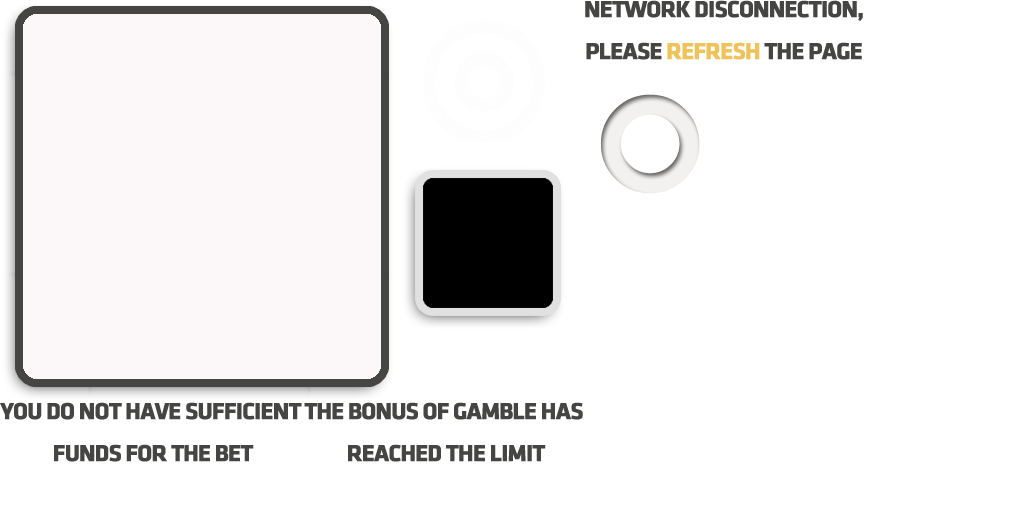 NETWORK DISCONNECTION,
PLEASE REFRESH THE PAGE
YOU DO NOT HAVE SUFFICIENT
FUNDS FOR THE BET
THE BONUS OF GAMBLE HAS
REACHED THE LIMIT